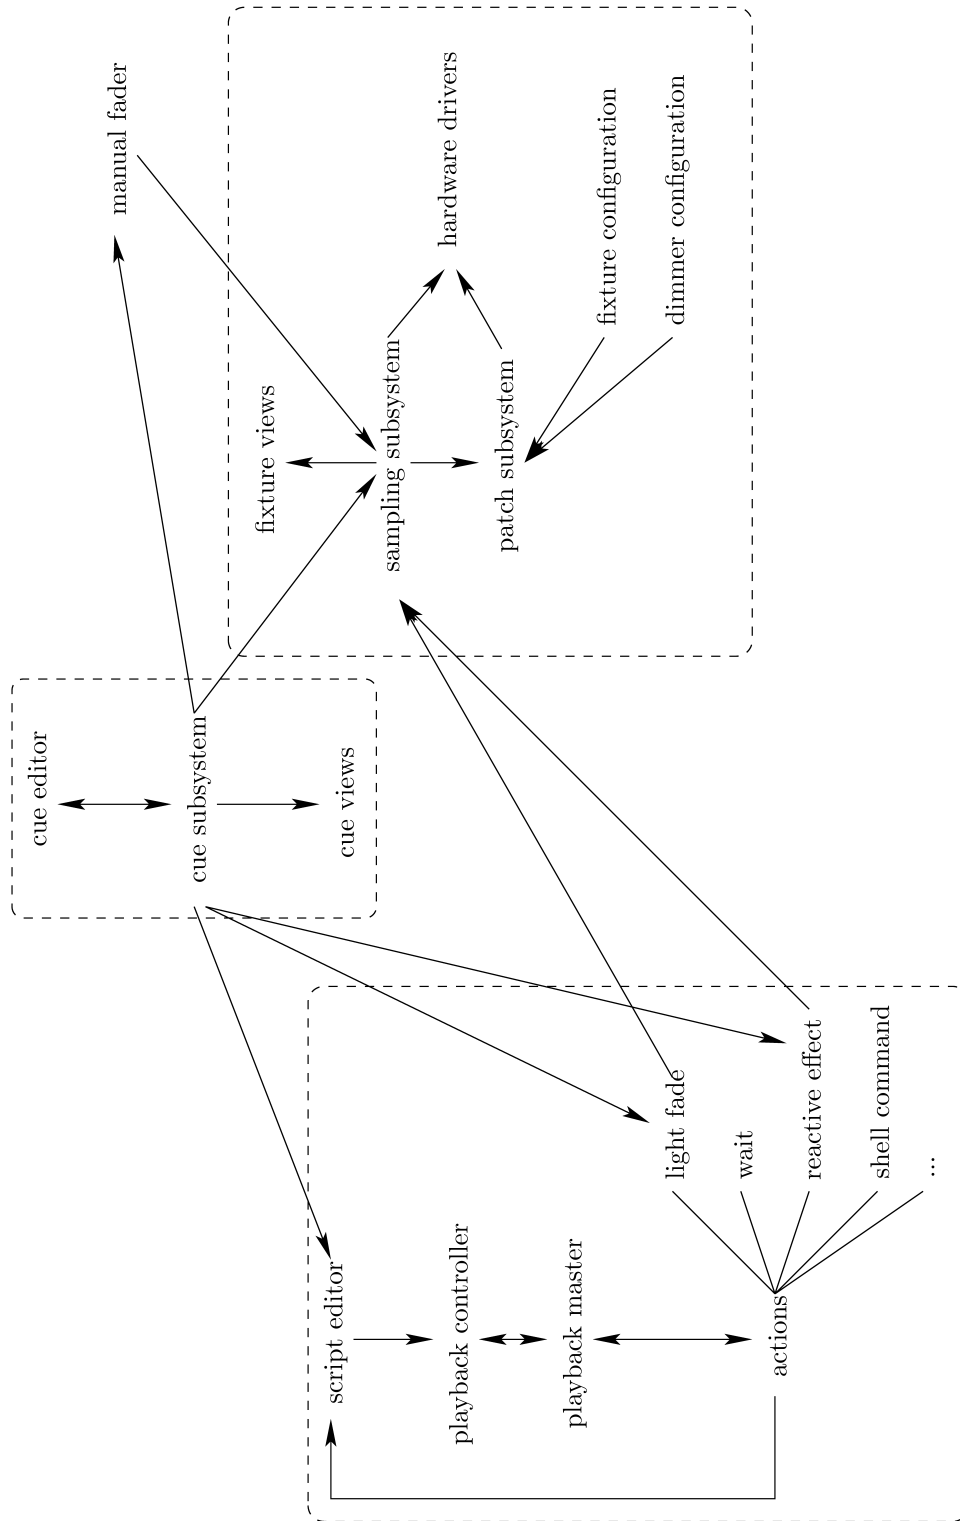 cue editor
cue subsystem
cue views
manual fader
fixture views
sampling subsystem
hardware drivers
patch subsystem
fixture configuration
dimmer configuration
script editor
playback controller
playback master
actions
light fade
wait
reactive effect
shell command
...